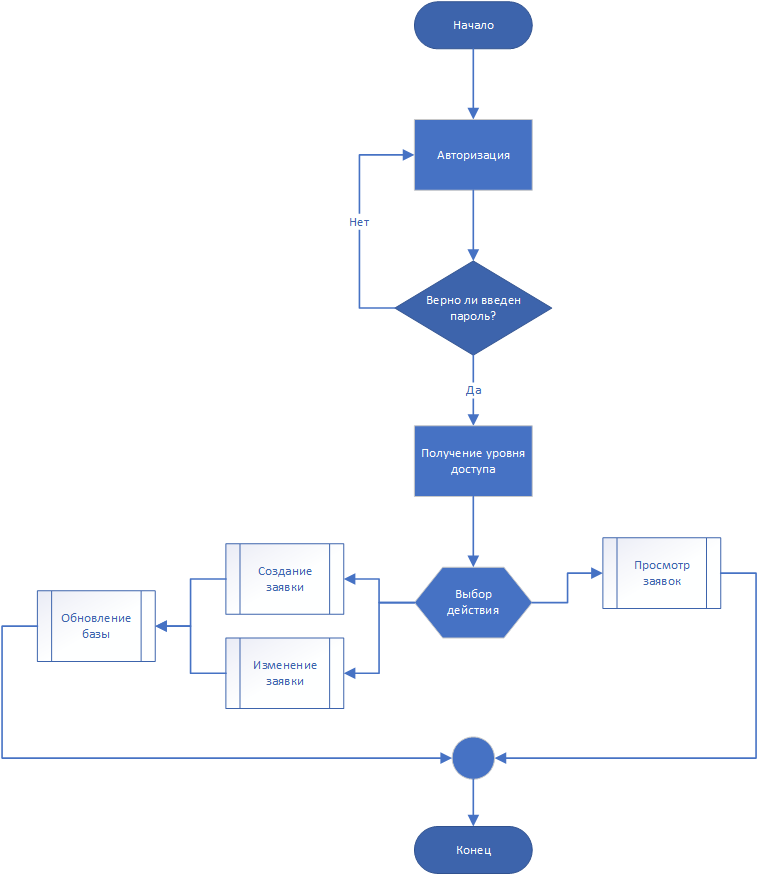 Начало
Авторизация
Нет
Верно ли введен
пароль?
Да
Получение уровня
доступа
Создание
заявки
Просмотр
заявок
Выбор
действия
Обновление
базы
Изменение
заявки
Конец